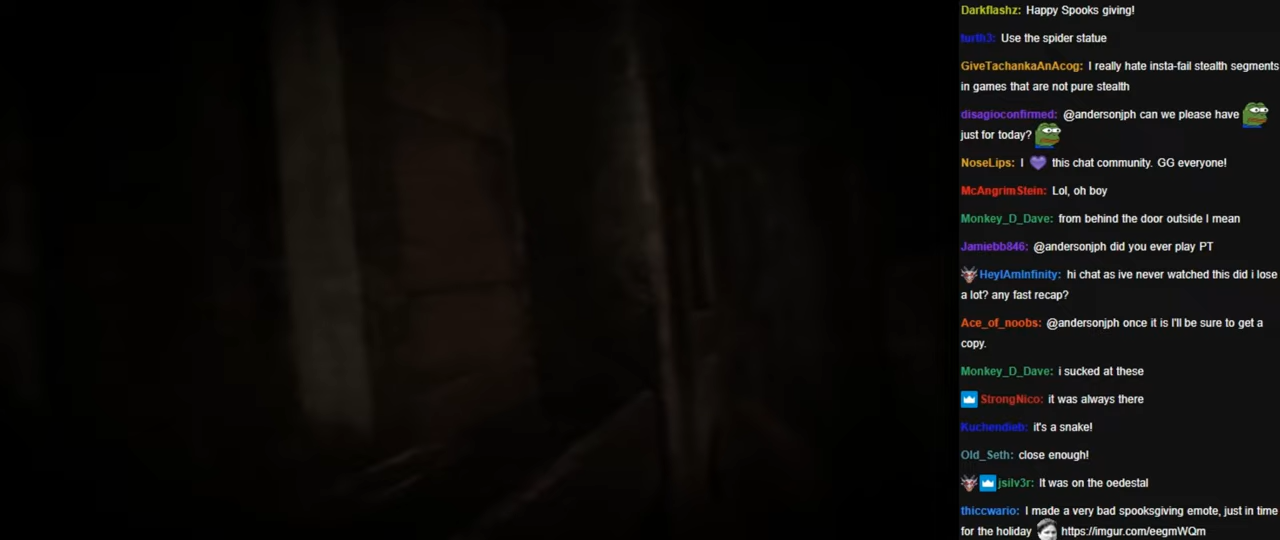 Darkflashz: Happy Spooks giving!
turth3: Use the spider statue
GiveTachankaAnAcog: I really hate insta-fail stealth segments
in games that are not pure stealth
disagioconfirmed: @andersonjph can we please have
just for today?
NoseLips: I this chat community. GG everyone!
McAngrimStein: Lol, oh boy
Monkey_D_Dave: from behind the door outside I mean
Jamiebb846: @andersonjph did you ever play PT
HeyIAmInfinity: hi chat as ive never watched this did i lose
a lot? any fast recap?
Ace_of_noobs: @andersonjph once it is I'll be sure to get a
copy.
Monkey_D_Dave: i sucked at these
StrongNico: it was always there
Kuchendieb: it's a snake!
Old_Seth: close enough!
jsilv3r: It was on the oedestal
thiccwario: I made a very bad spooksgiving emote, just in time
for the holiday https://imgur.com/eegmWQm